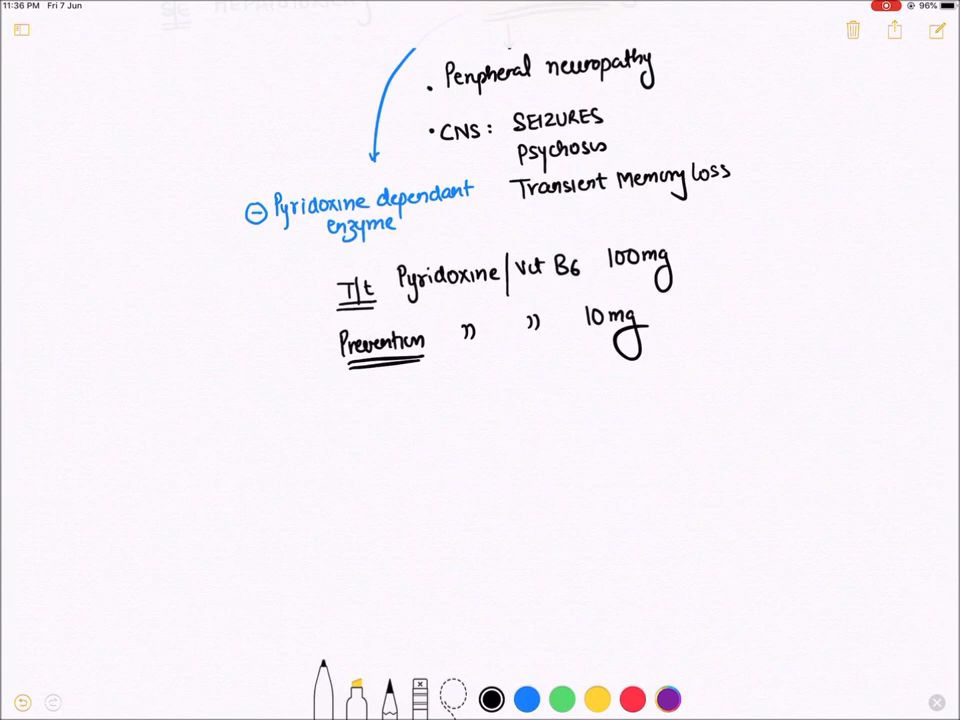 11:36 PM Fri 7 Jun
96%
S/E HEPATOTOXICITY
• Peripheral neuropathy
• CNS: SEIZURES
Psychosis
Transient Memory Loss
⊖ Pyridoxine dependant
enzyme
T/t Pyridoxine/Vit B6 100mg
Prevention " " 10mg